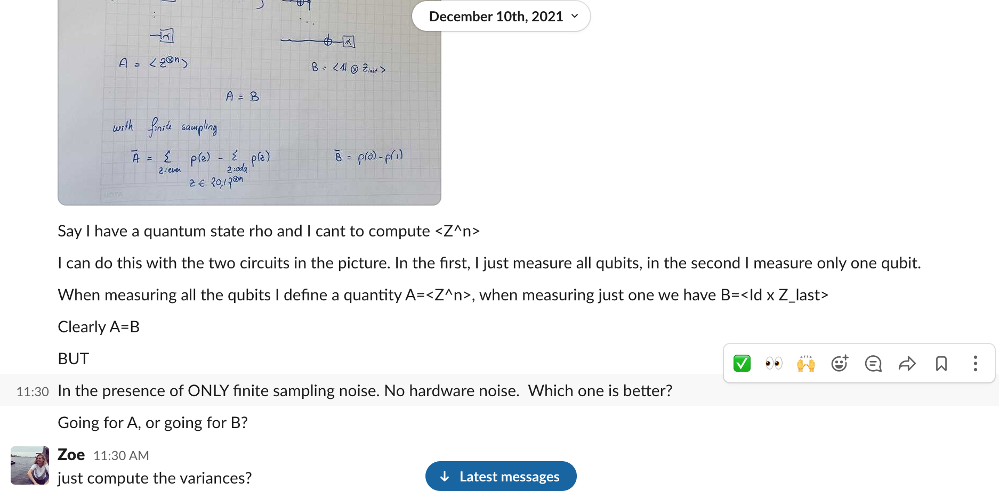 December 10th, 2021
A = <Z⊗n>
B = <1l ⊗ Zlast>
A = B
with finite sampling
Ā = Σ p(z) - Σ p(z)
z:even z:odd
z ∈ {0,1}⊗n
B̄ = p(0)-p(1)
Say I have a quantum state rho and I cant to compute <Z^n>
I can do this with the two circuits in the picture. In the first, I just measure all qubits, in the second I measure only one qubit.
When measuring all the qubits I define a quantity A=<Z^n>, when measuring just one we have B=<Id x Z_last>
Clearly A=B
BUT
11:30 In the presence of ONLY finite sampling noise. No hardware noise. Which one is better?
Going for A, or going for B?
Zoe 11:30 AM
just compute the variances?
Latest messages